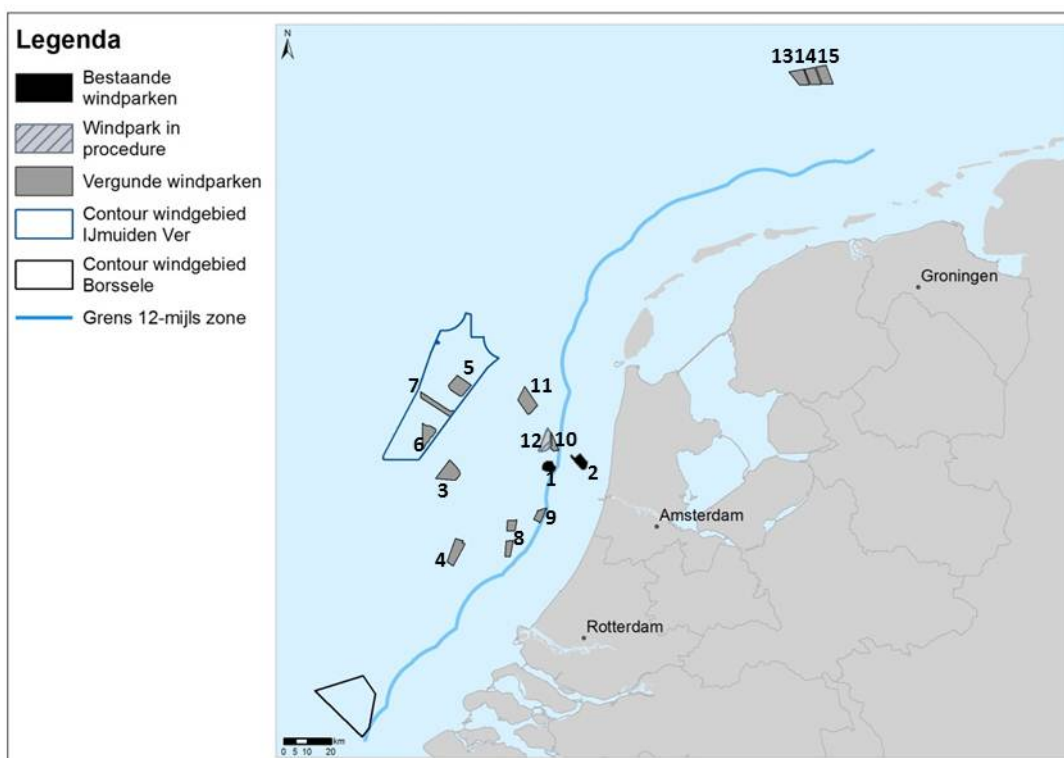 Legenda
Bestaande
windparken
Windpark in
procedure
Vergunde windparken
Contour windgebied
IJmuiden Ver
Contour windgebied
Borssele
Grens 12-mijls zone
N
131415
Groningen
5
7
11
6
12 10
2
3
1
9
Amsterdam
8
4
Rotterdam
km
0 5 10 20